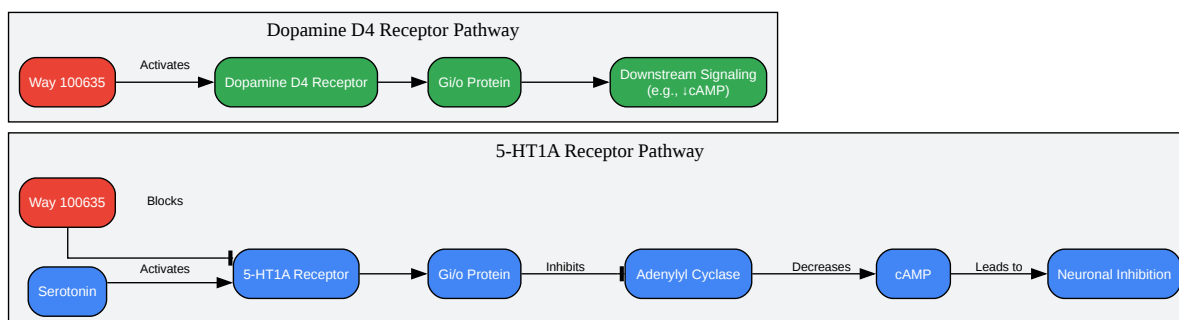 Dopamine D4 Receptor Pathway
Way 100635
Activates
Dopamine D4 Receptor
Gi/o Protein
Downstream Signaling
(e.g., ↓cAMP)
5-HT1A Receptor Pathway
Way 100635
Blocks
Serotonin
Activates
5-HT1A Receptor
Gi/o Protein
Inhibits
Adenylyl Cyclase
Decreases
cAMP
Leads to
Neuronal Inhibition